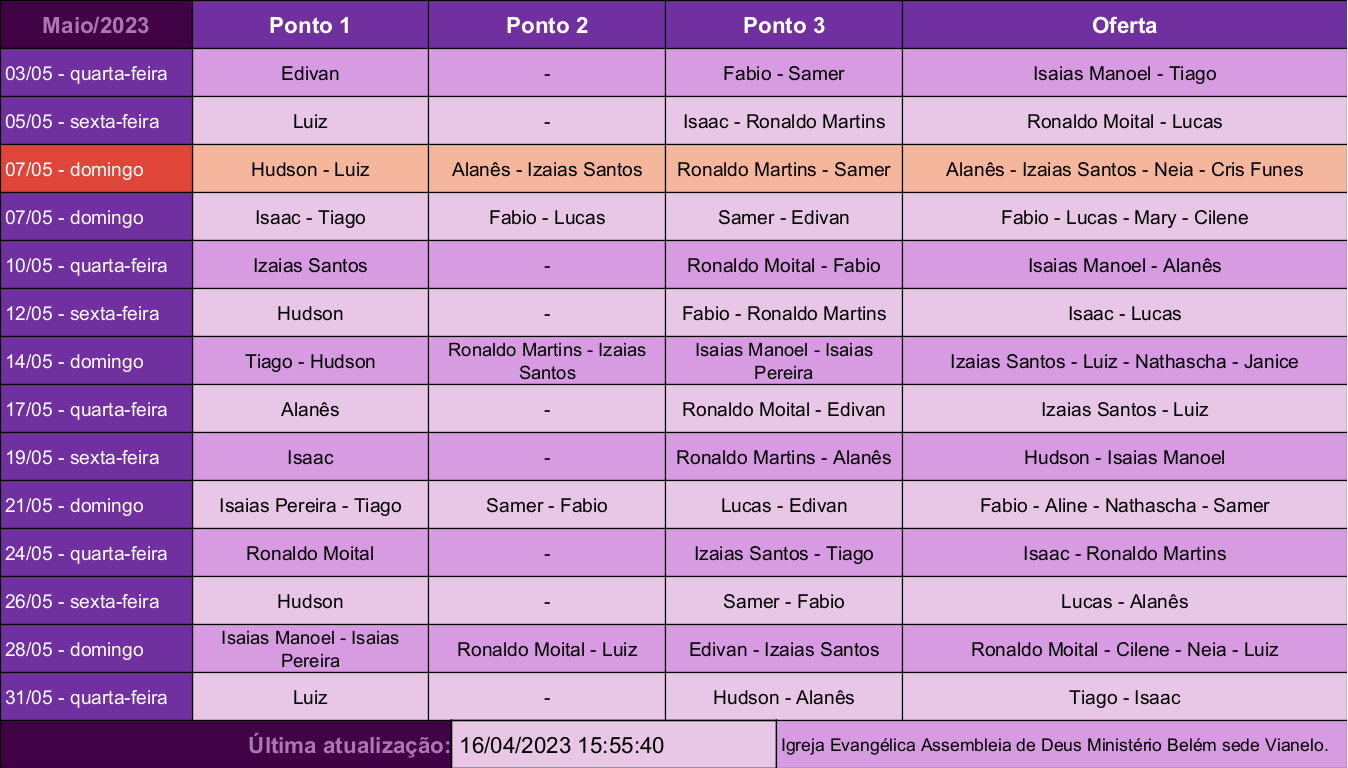 Maio/2023 Ponto 1 Ponto 2 Ponto 3 Oferta
03/05 - quarta-feira Edivan - Fabio - Samer Isaias Manoel - Tiago
05/05 - sexta-feira Luiz - Isaac - Ronaldo Martins Ronaldo Moital - Lucas
07/05 - domingo Hudson - Luiz Alanês - Izaias Santos Ronaldo Martins - Samer Alanês - Izaias Santos - Neia - Cris Funes
07/05 - domingo Isaac - Tiago Fabio - Lucas Samer - Edivan Fabio - Lucas - Mary - Cilene
10/05 - quarta-feira Izaias Santos - Ronaldo Moital - Fabio Isaias Manoel - Alanês
12/05 - sexta-feira Hudson - Fabio - Ronaldo Martins Isaac - Lucas
14/05 - domingo Tiago - Hudson Ronaldo Martins - Izaias Santos Isaias Manoel - Isaias Pereira Izaias Santos - Luiz - Nathascha - Janice
17/05 - quarta-feira Alanês - Ronaldo Moital - Edivan Izaias Santos - Luiz
19/05 - sexta-feira Isaac - Ronaldo Martins - Alanês Hudson - Isaias Manoel
21/05 - domingo Isaias Pereira - Tiago Samer - Fabio Lucas - Edivan Fabio - Aline - Nathascha - Samer
24/05 - quarta-feira Ronaldo Moital - Izaias Santos - Tiago Isaac - Ronaldo Martins
26/05 - sexta-feira Hudson - Samer - Fabio Lucas - Alanês
28/05 - domingo Isaias Manoel - Isaias Pereira Ronaldo Moital - Luiz Edivan - Izaias Santos Ronaldo Moital - Cilene - Neia - Luiz
31/05 - quarta-feira Luiz - Hudson - Alanês Tiago - Isaac
Última atualização: 16/04/2023 15:55:40 Igreja Evangélica Assembleia de Deus Ministério Belém sede Vianelo.